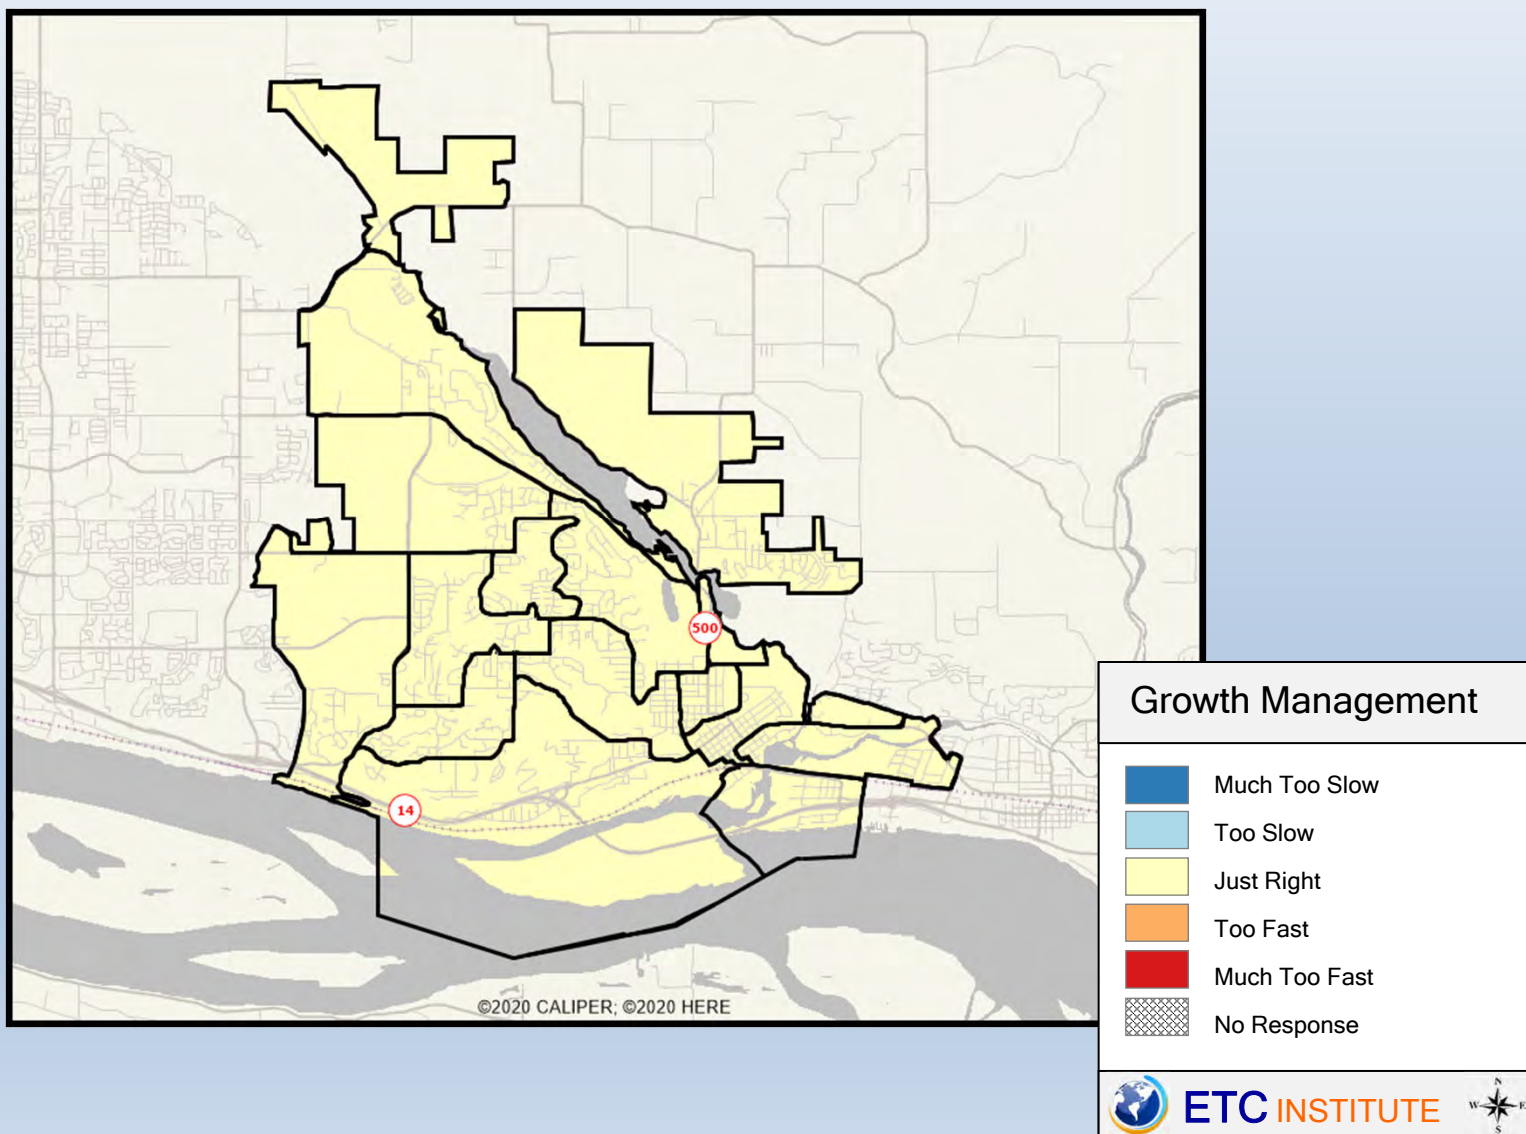 500
14
©2020 CALIPER; ©2020 HERE
Growth Management
Much Too Slow
Too Slow
Just Right
Too Fast
Much Too Fast
No Response
ETC INSTITUTE
N
W E
S